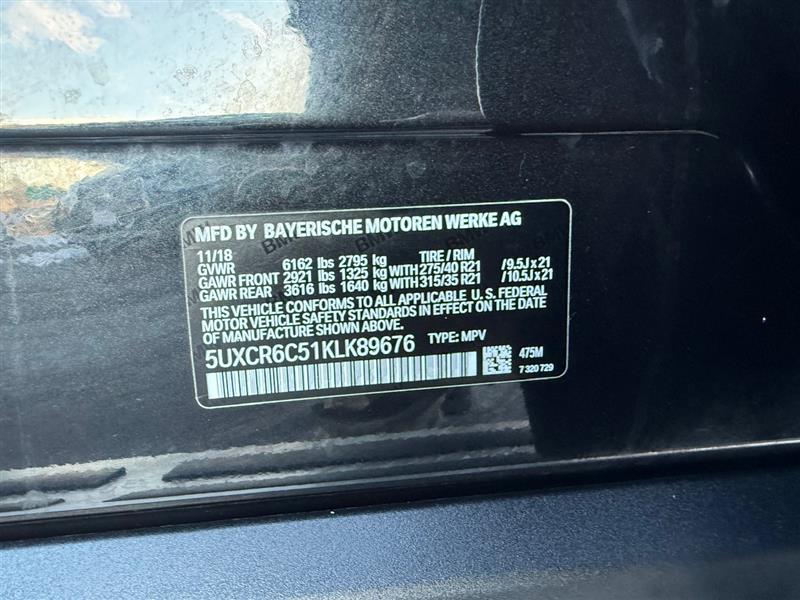 MFD BY BAYERISCHE MOTOREN WERKE AG
11/18 TIRE / RIM
GVWR 6162 lbs 2795 kg
GAWR FRONT 2921 lbs 1325 kg WITH 275/40 R21 /9.5J x 21
GAWR REAR 3616 lbs 1640 kg WITH 315/35 R21 /10.5J x 21
THIS VEHICLE CONFORMS TO ALL APPLICABLE U. S. FEDERAL
MOTOR VEHICLE SAFETY STANDARDS IN EFFECT ON THE DATE
OF MANUFACTURE SHOWN ABOVE.
5UXCR6C51KLK89676 TYPE: MPV
475M
7 320 729